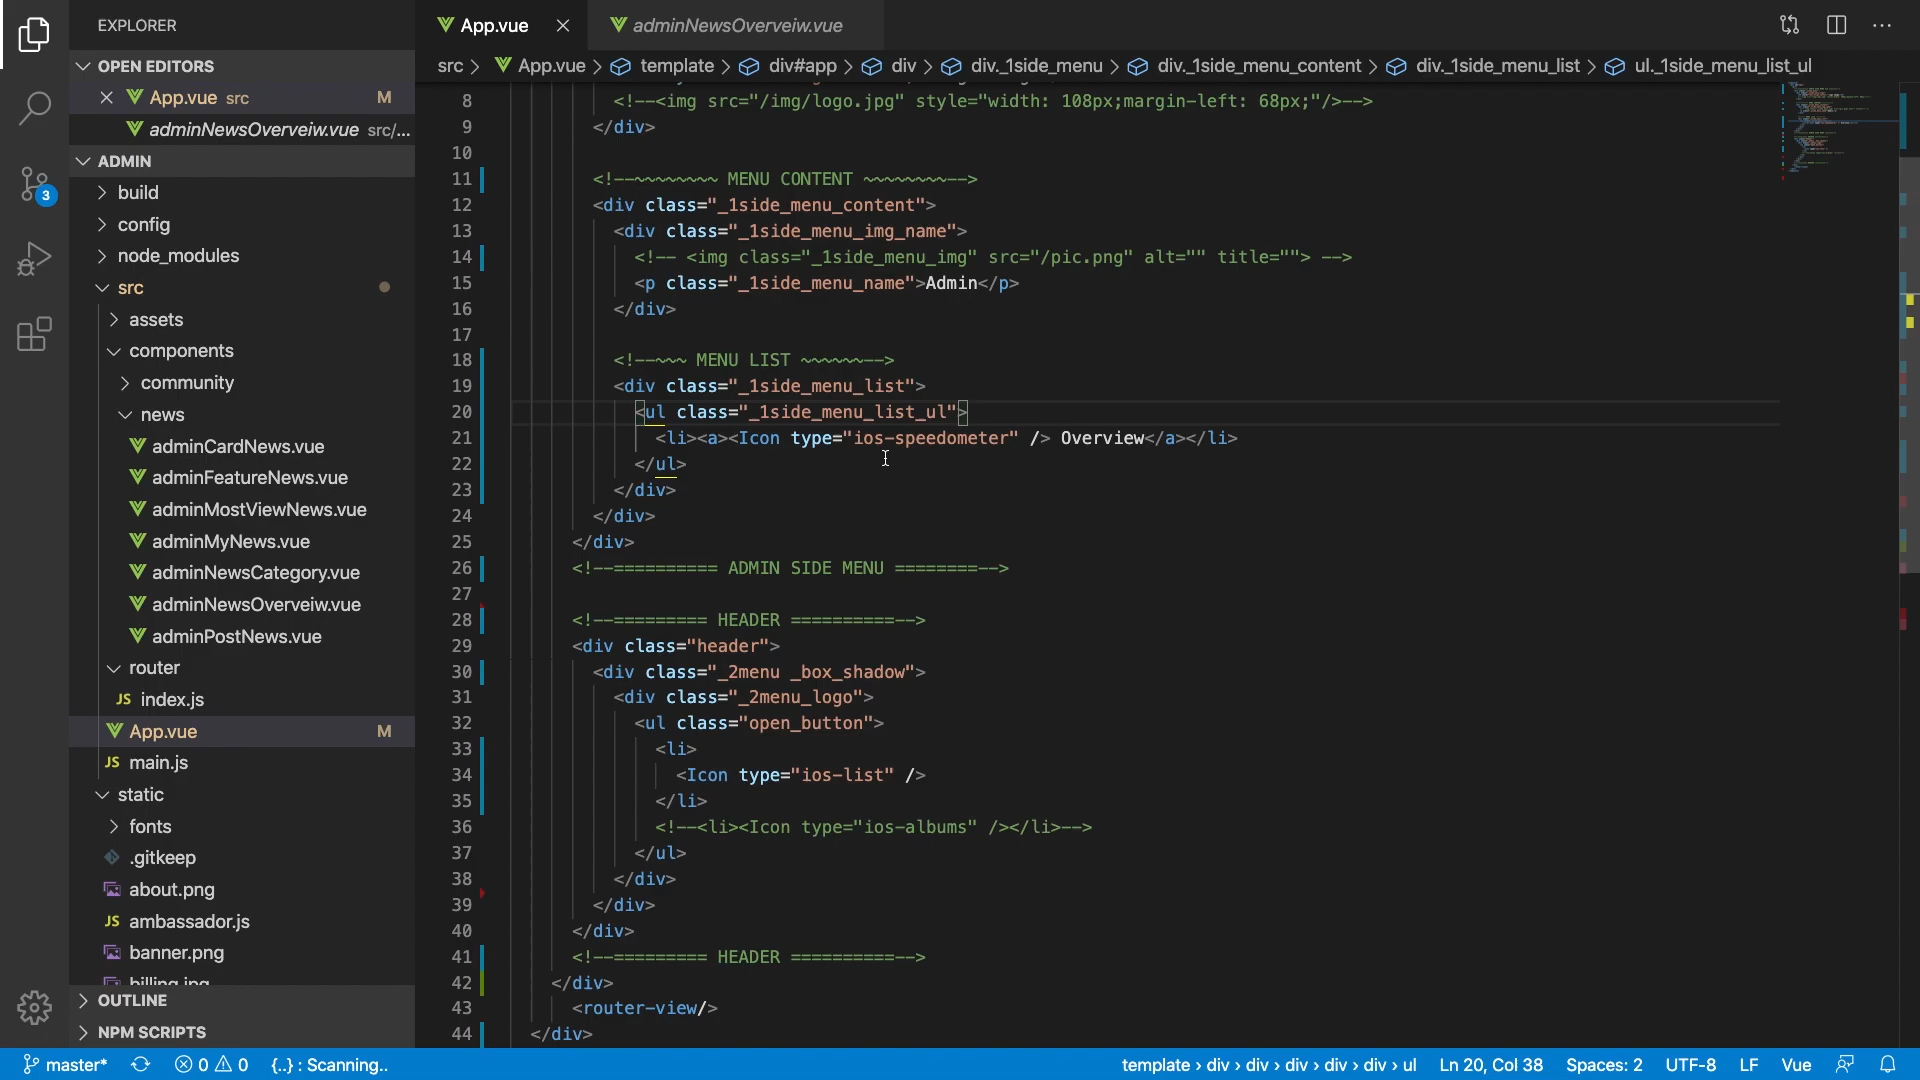 EXPLORER
OPEN EDITORS
App.vue src M
adminNewsOverveiw.vue src/...
ADMIN
build
config
node_modules
src
assets
components
community
news
adminCardNews.vue
adminFeatureNews.vue
adminMostViewNews.vue
adminMyNews.vue
adminNewsCategory.vue
adminNewsOverveiw.vue
adminPostNews.vue
router
JS index.js
App.vue M
JS main.js
static
fonts
.gitkeep
about.png
JS ambassador.js
banner.png
billing.jpg
OUTLINE
NPM SCRIPTS
3
App.vue
adminNewsOverveiw.vue
src > App.vue > template > div#app > div > div._1side_menu > div._1side_menu_content > div._1side_menu_list > ul._1side_menu_list_ul
8 <!--<img src="/img/logo.jpg" style="width: 108px;margin-left: 68px;"/>-->
9 </div>
10
11 <!--~~~~~~~~ MENU CONTENT ~~~~~~~~-->
12 <div class="_1side_menu_content">
13 <div class="_1side_menu_img_name">
14 <!-- <img class="_1side_menu_img" src="/pic.png" alt="" title=""> -->
15 <p class="_1side_menu_name">Admin</p>
16 </div>
17
18 <!--~~~ MENU LIST ~~~~~~-->
19 <div class="_1side_menu_list">
20 <ul class="_1side_menu_list_ul">
21 <li><a><Icon type="ios-speedometer" /> Overview</a></li>
22 </ul>
23 </div>
24 </div>
25 </div>
26 <!--========== ADMIN SIDE MENU ========-->
27
28 <!--========= HEADER ==========-->
29 <div class="header">
30 <div class="_2menu _box_shadow">
31 <div class="_2menu_logo">
32 <ul class="open_button">
33 <li>
34 <Icon type="ios-list" />
35 </li>
36 <!--<li><Icon type="ios-albums" /></li>-->
37 </ul>
38 </div>
39 </div>
40 </div>
41 <!--========= HEADER ==========-->
42 </div>
43 <router-view/>
44 </div>
master* 0 0 {..} : Scanning..
template > div > div > div > div > div > ul Ln 20, Col 38 Spaces: 2 UTF-8 LF Vue